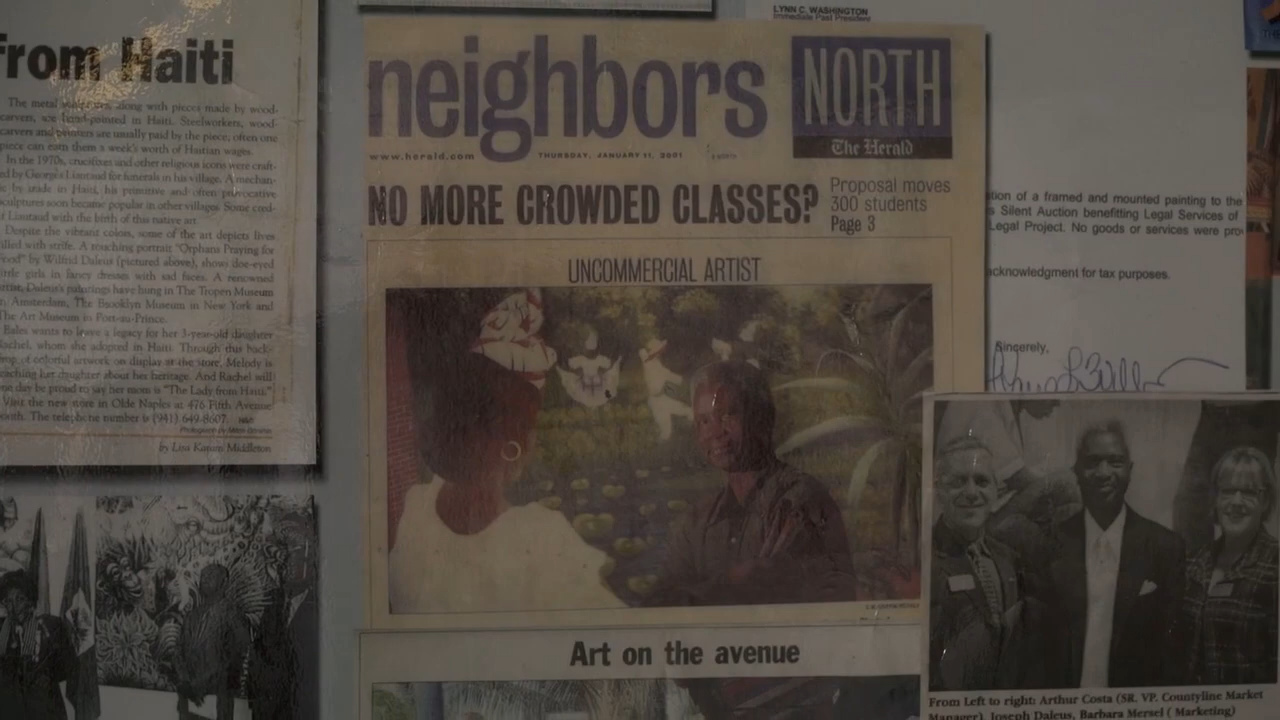 from Haiti
The metal sculptures, along with pieces made by wood-
carvers, are hand-painted in Haiti. Steelworkers, wood-
carvers and painters are usually paid by the piece, often one
piece can earn them a week's worth of Haitian wages.
In the 1970s, crucifixes and other religious icons were craft-
ed by Georges Liautaud for funerals in his village. A mechan-
ic by trade in Haiti, his primitive and often provocative
sculptures soon became popular in other villages. Some cred-
it Liautaud with the birth of this native art.
Despite the vibrant colors, some of the art depicts lives
filled with strife. A touching portrait "Orphans Praying for
Food" by Wilfrid Daleus (pictured above), shows doe-eyed
little girls in fancy dresses with sad faces. A renowned
artist, Daleus's paintings have hung in The Tropen Museum
in Amsterdam, The Brooklyn Museum in New York and
The Art Museum in Port-au-Prince.
Bales wants to leave a legacy for her 3-year-old daughter
Rachel, whom she adopted in Haiti. Through this back-
of colorful artwork on display at the store, Melody is
teaching her daughter about her heritage. And Rachel will
one day be proud to say her mom is "The Lady from Haiti."
Visit the new store in Olde Naples at 476 Fifth Avenue
South. The telephone number is (941) 649-8607.
by Lisa Middleton
neighbors
NORTH
The Herald
www.herald.com
THURSDAY, JANUARY 11, 2001
NO MORE CROWDED CLASSES?
Proposal moves
300 students
Page 3
UNCOMMERCIAL ARTIST
Art on the avenue
LYNN C. WASHINGTON
Immediate Past President
tion of a framed and mounted painting to the
s Silent Auction benefitting Legal Services of
Legal Project. No goods or services were pro
acknowledgment for tax purposes.
Sincerely,
From Left to right: Arthur Costa (SR. VP. Countyline Market
Manager), Joseph Daleus, Barbara Mersel ( Marketing)